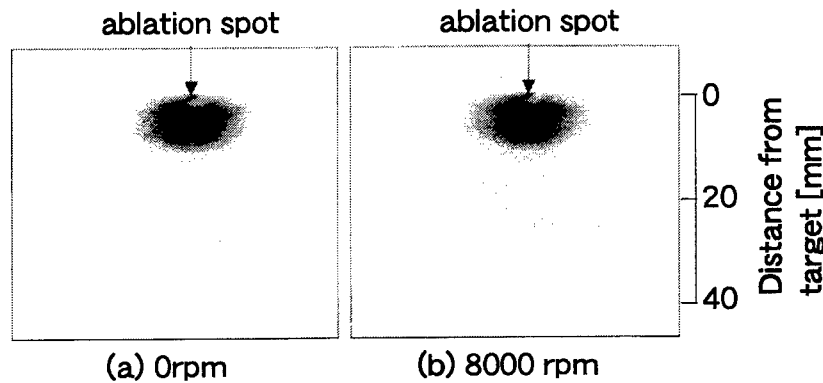 ablation spot
ablation spot
0
20
40
Distance from
target [mm]
(a) 0rpm
(b) 8000 rpm